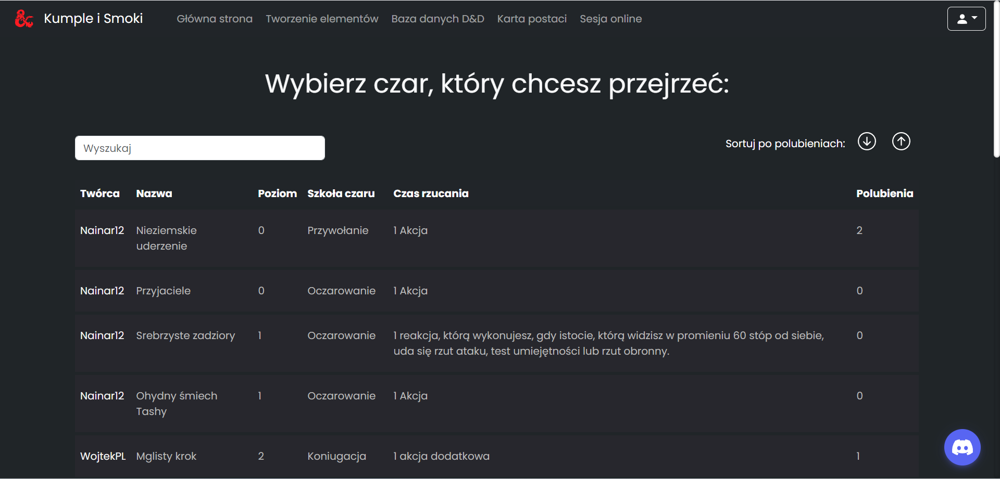 Kumple i Smoki Główna strona Tworzenie elementów Baza danych D&D Karta postaci Sesja online
Wybierz czar, który chcesz przejrzeć:
Wyszukaj Sortuj po polubieniach:
Twórca Nazwa Poziom Szkoła czaru Czas rzucania Polubienia
Nainar12 Nieziemskie 0 Przywołanie 1 Akcja 2
uderzenie
Nainar12 Przyjaciele 0 Oczarowanie 1 Akcja 0
Nainar12 Srebrzyste zadziory 1 Oczarowanie 1 reakcja, którą wykonujesz, gdy istocie, którą widzisz w promieniu 60 stóp od siebie, 0
uda się rzut ataku, test umiejętności lub rzut obronny.
Nainar12 Ohydny śmiech 1 Oczarowanie 1 Akcja 0
Tashy
WojtekPL Mglisty krok 2 Koniugacja 1 akcja dodatkowa 1